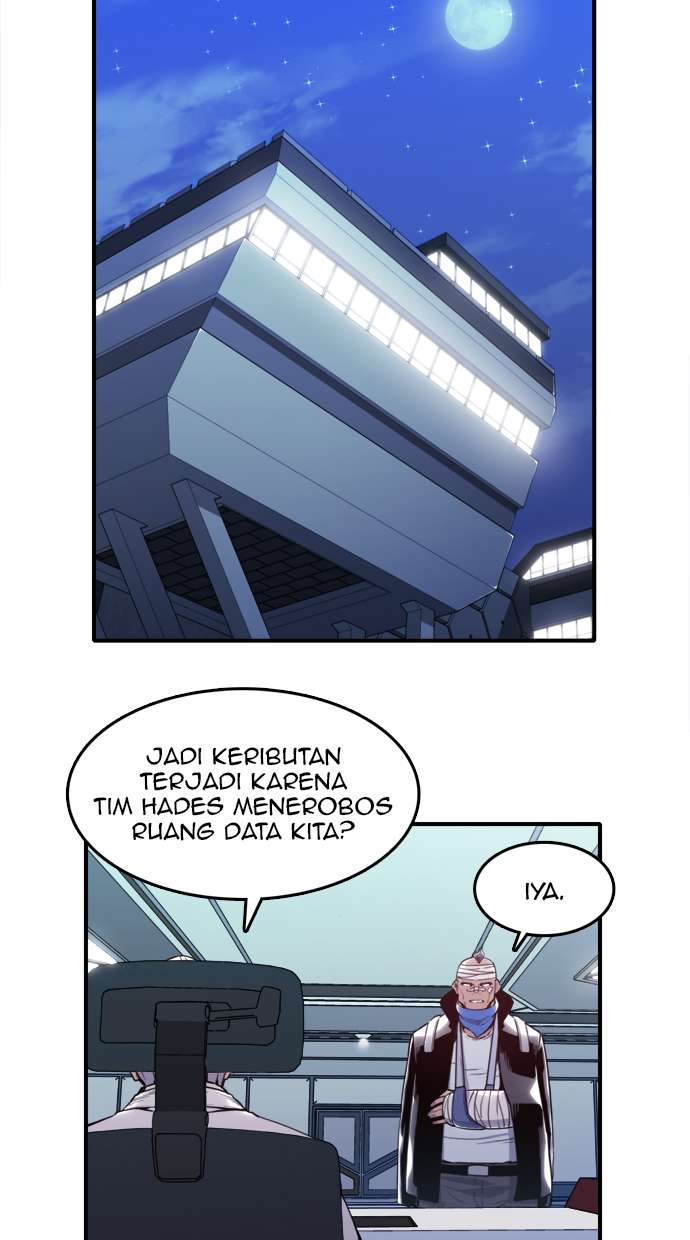 JADI KERIBUTAN
TERJADI KARENA
TIM HADES MENEROBOS
RUANG DATA KITA?
IYA.